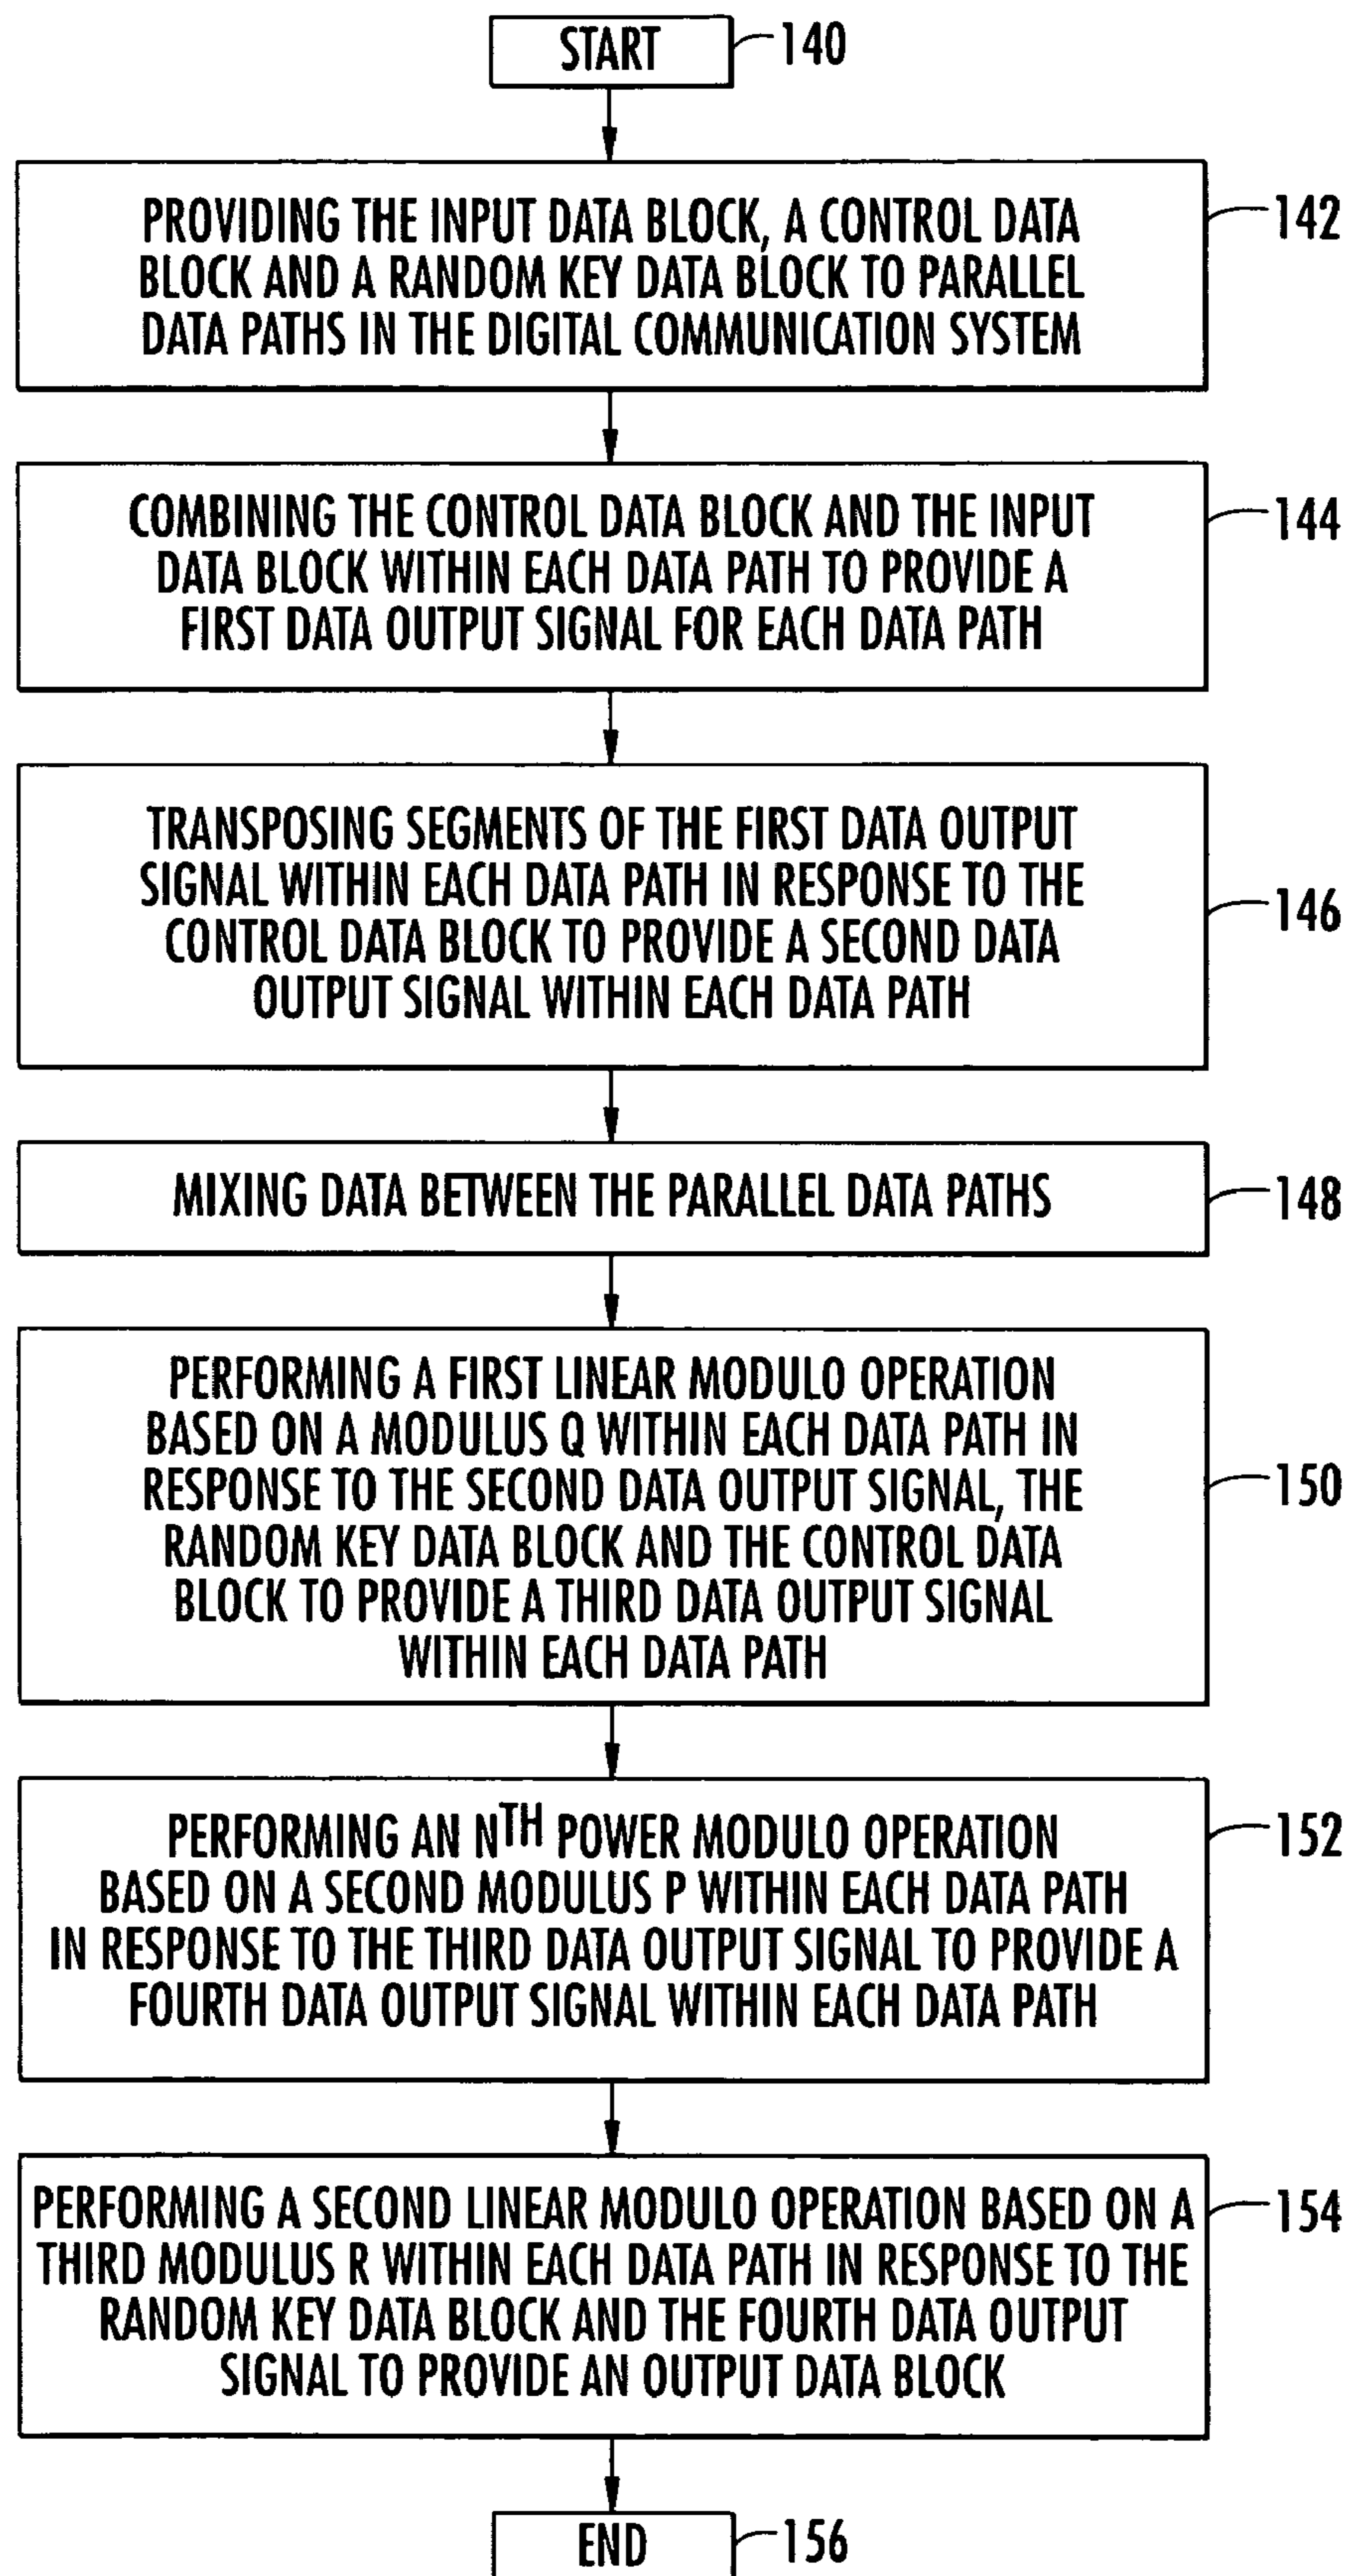 START
140
PROVIDING THE INPUT DATA BLOCK, A CONTROL DATA
BLOCK AND A RANDOM KEY DATA BLOCK TO PARALLEL
DATA PATHS IN THE DIGITAL COMMUNICATION SYSTEM
142
COMBINING THE CONTROL DATA BLOCK AND THE INPUT
DATA BLOCK WITHIN EACH DATA PATH TO PROVIDE A
FIRST DATA OUTPUT SIGNAL FOR EACH DATA PATH
144
TRANSPOSING SEGMENTS OF THE FIRST DATA OUTPUT
SIGNAL WITHIN EACH DATA PATH IN RESPONSE TO THE
CONTROL DATA BLOCK TO PROVIDE A SECOND DATA
OUTPUT SIGNAL WITHIN EACH DATA PATH
146
MIXING DATA BETWEEN THE PARALLEL DATA PATHS
148
PERFORMING A FIRST LINEAR MODULO OPERATION
BASED ON A MODULUS Q WITHIN EACH DATA PATH IN
RESPONSE TO THE SECOND DATA OUTPUT SIGNAL, THE
RANDOM KEY DATA BLOCK AND THE CONTROL DATA
BLOCK TO PROVIDE A THIRD DATA OUTPUT SIGNAL
WITHIN EACH DATA PATH
150
PERFORMING AN NTH POWER MODULO OPERATION
BASED ON A SECOND MODULUS P WITHIN EACH DATA PATH
IN RESPONSE TO THE THIRD DATA OUTPUT SIGNAL TO PROVIDE A
FOURTH DATA OUTPUT SIGNAL WITHIN EACH DATA PATH
152
PERFORMING A SECOND LINEAR MODULO OPERATION BASED ON A
THIRD MODULUS R WITHIN EACH DATA PATH IN RESPONSE TO THE
RANDOM KEY DATA BLOCK AND THE FOURTH DATA OUTPUT
SIGNAL TO PROVIDE AN OUTPUT DATA BLOCK
154
END
156